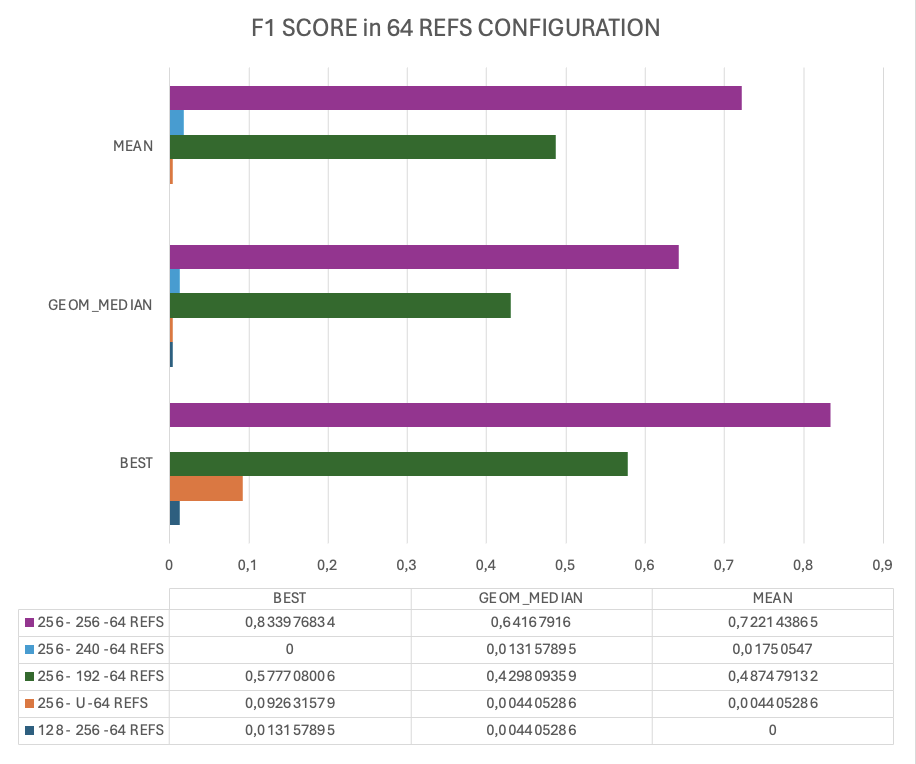 F1 SCORE in 64 REFS CONFIGURATION
MEAN
GEOM_MEDIAN
BEST
0 0,1 0,2 0,3 0,4 0,5 0,6 0,7 0,8 0,9
BEST GEOM_MEDIAN MEAN
256 - 256 - 64 REFS 0,833976834 0,64167916 0,722143865
256 - 240 - 64 REFS 0 0,013157895 0,01750547
256 - 192 - 64 REFS 0,577708006 0,429809359 0,487479132
256 - U - 64 REFS 0,092631579 0,004405286 0,004405286
128 - 256 - 64 REFS 0,013157895 0,004405286 0